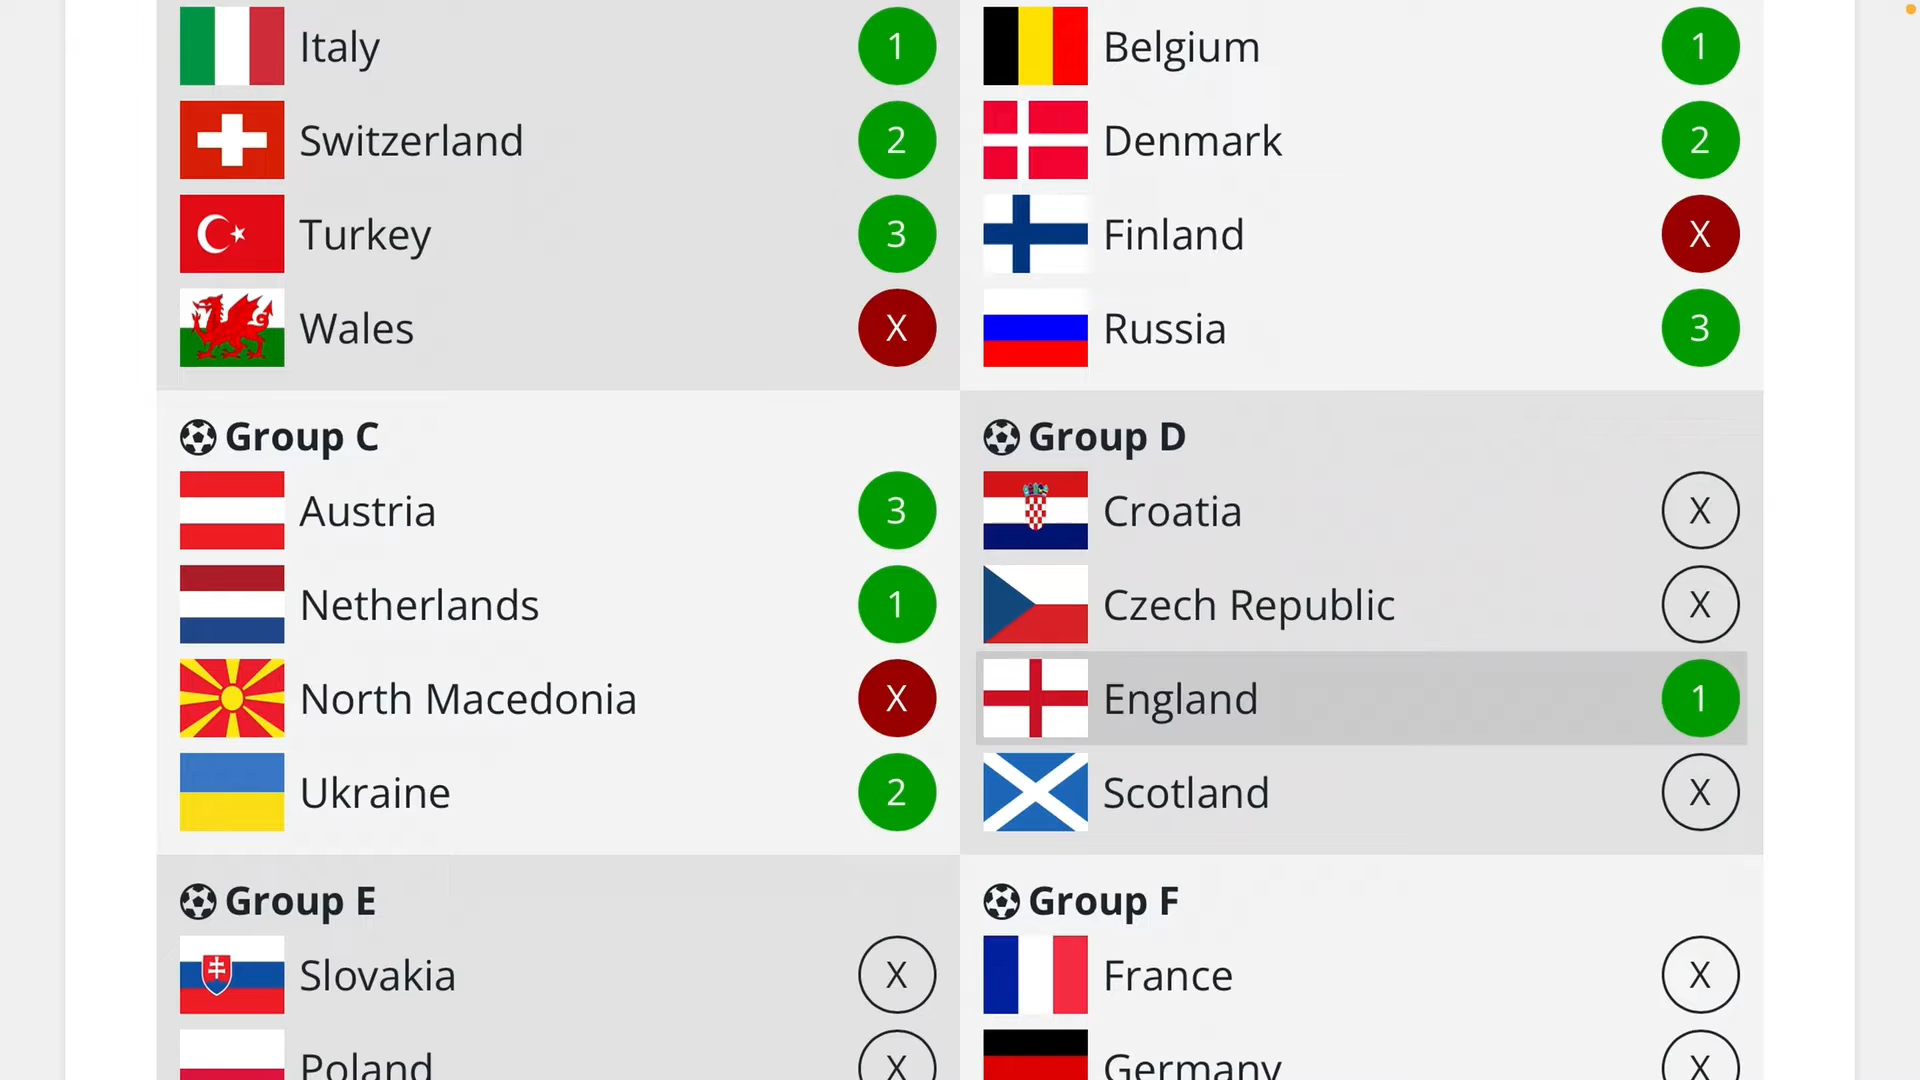 Italy 1
Switzerland 2
Turkey 3
Wales X
Belgium 1
Denmark 2
Finland X
Russia 3
Group C
Austria 3
Netherlands 1
North Macedonia X
Ukraine 2
Group D
Croatia X
Czech Republic X
England 1
Scotland X
Group E
Slovakia X
Poland X
Group F
France X
Germany X